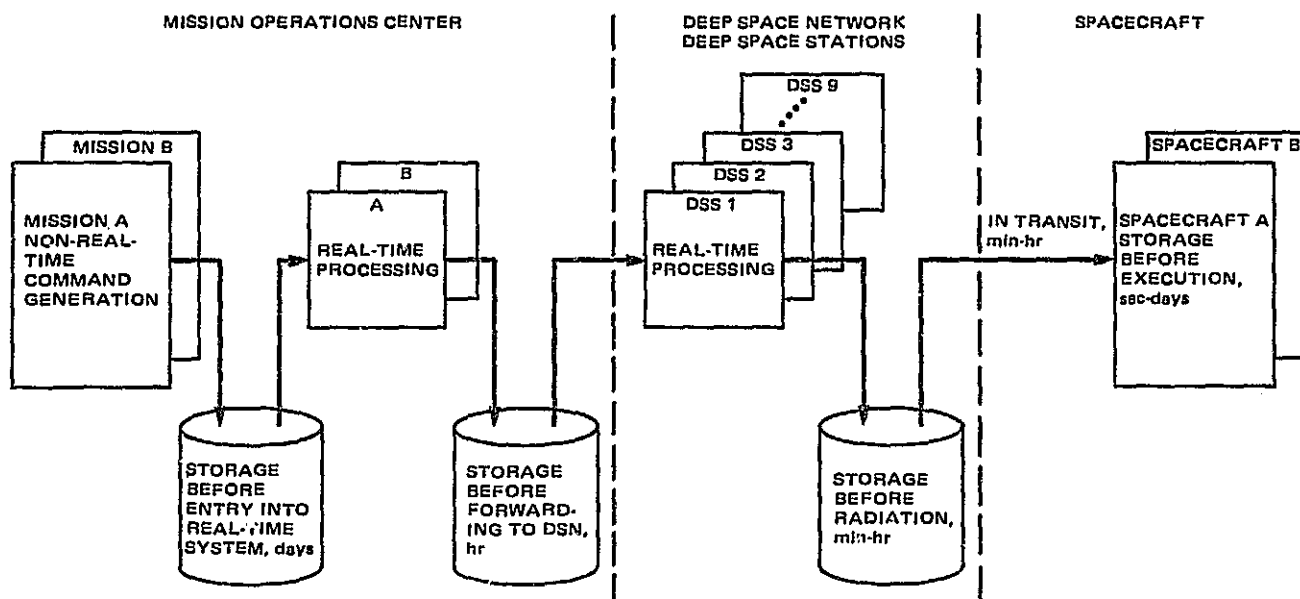 MISSION OPERATIONS CENTER
DEEP SPACE NETWORK
DEEP SPACE STATIONS
SPACECRAFT
MISSION B
MISSION A
NON-REAL-
TIME
COMMAND
GENERATION
B
A
REAL-TIME
PROCESSING
DSS 9
DSS 3
DSS 2
DSS 1
REAL-TIME
PROCESSING
IN TRANSIT,
min-hr
SPACECRAFT B
SPACECRAFT A
STORAGE
BEFORE
EXECUTION,
sec-days
STORAGE
BEFORE
ENTRY INTO
REAL-TIME
SYSTEM, days
STORAGE
BEFORE
FORWARD-
ING TO DSN,
hr
STORAGE
BEFORE
RADIATION,
min-hr